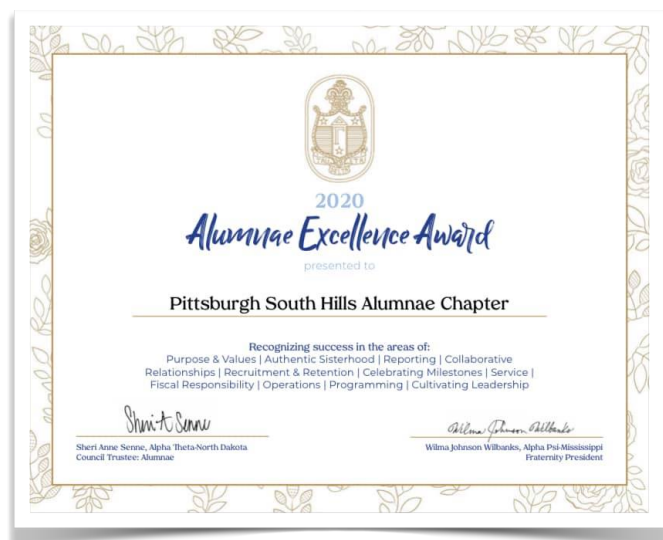 2020
Alumnae Excellence Award
presented to
Pittsburgh South Hills Alumnae Chapter
Recognizing success in the areas of:
Purpose & Values | Authentic Sisterhood | Reporting | Collaborative
Relationships | Recruitment & Retention | Celebrating Milestones | Service |
Fiscal Responsibility | Operations | Programming | Cultivating Leadership
Sheri A Senne
Wilma Johnson Wilbanks
Sheri Anne Senne, Alpha Theta-North Dakota
Council Trustee: Alumnae
Wilma Johnson Wilbanks, Alpha Psi-Mississippi
Fraternity President